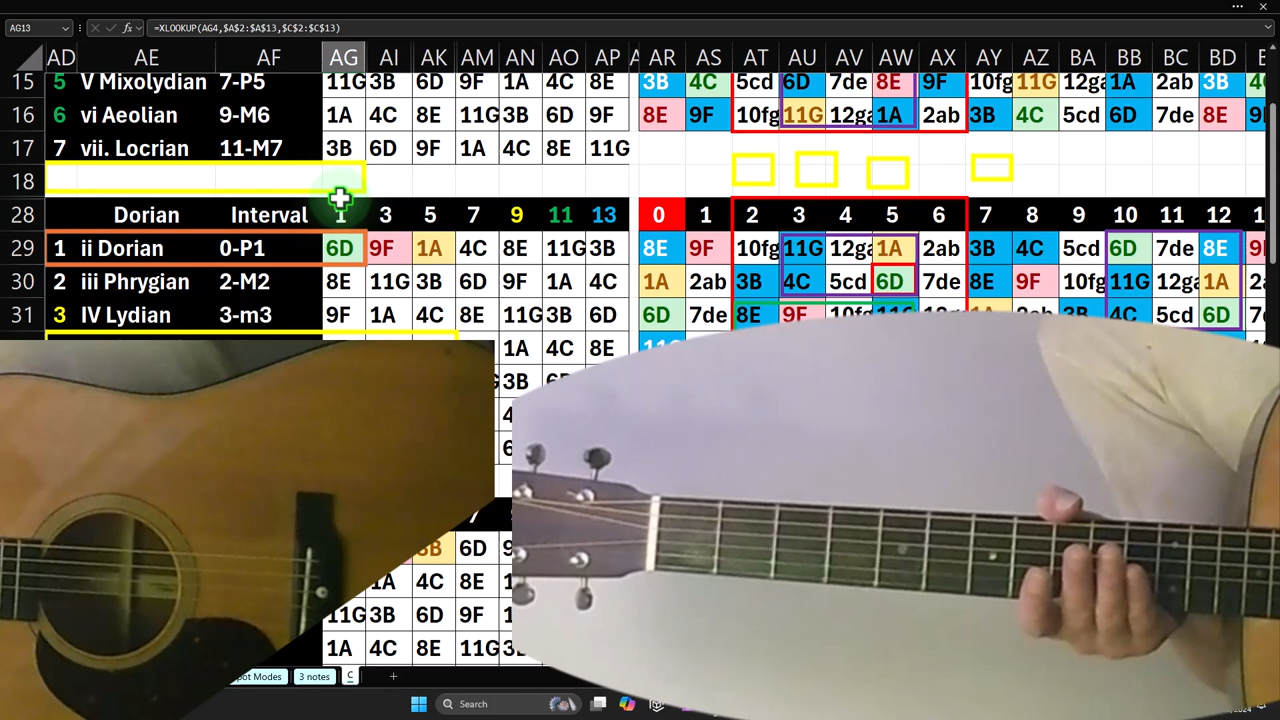 AG13 fx =XLOOKUP(AG4,$A$2:$A$13,$C$2:$C$13)
AD AE AF AG AI AK AM AN AO AP A AR AS AT AU AV AW AX AY AZ BA BB BC BD
15 5 V Mixolydian 7-P5 11G 3B 6D 9F 1A 4C 8E 3B 4C 5cd 6D 7de 8E 9F 10fg 11G 12ga 1A 2ab 3B
16 6 vi Aeolian 9-M6 1A 4C 8E 11G 3B 6D 9F 8E 9F 10fg 11G 12ga 1A 2ab 3B 4C 5cd 6D 7de 8E
17 7 vii. Locrian 11-M7 3B 6D 9F 1A 4C 8E 11G
18
28 Dorian Interval 1 3 5 7 9 11 13 0 1 2 3 4 5 6 7 8 9 10 11 12 1
29 1 ii Dorian 0-P1 6D 9F 1A 4C 8E 11G 3B 8E 9F 10fg 11G 12ga 1A 2ab 3B 4C 5cd 6D 7de 8E
30 2 iii Phrygian 2-M2 8E 11G 3B 6D 9F 1A 4C 1A 2ab 3B 4C 5cd 6D 7de 8E 9F 10fg 11G 12ga 1A
31 3 IV Lydian 3-m3 9F 1A 4C 8E 11G 3B 6D 6D 7de 8E 9F 3B 4C 6D
1A 4C 8E
3B 6D
7
3B 6D
1A 4C 8E
11G 3B 6D
1A 4C 8E
3 notes C +
Search